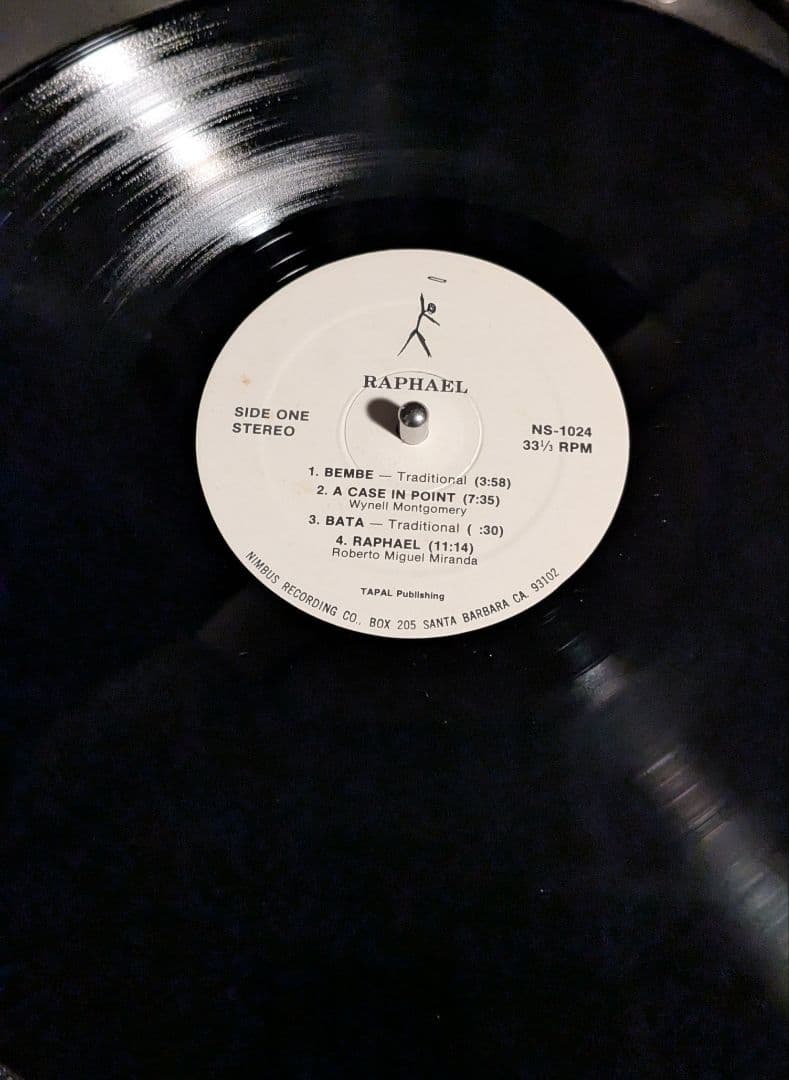 RAPHAEL
SIDE ONE
STEREO
NS-1024
33⅓ RPM
1. BEMBE — Traditional (3:58)
2. A CASE IN POINT (7:35)
Wynell Montgomery
3. BATA — Traditional ( :30)
4. RAPHAEL (11:14)
Roberto Miguel Miranda
TAPAL Publishing
NIMBUS RECORDING CO., BOX 205 SANTA BARBARA CA. 93102